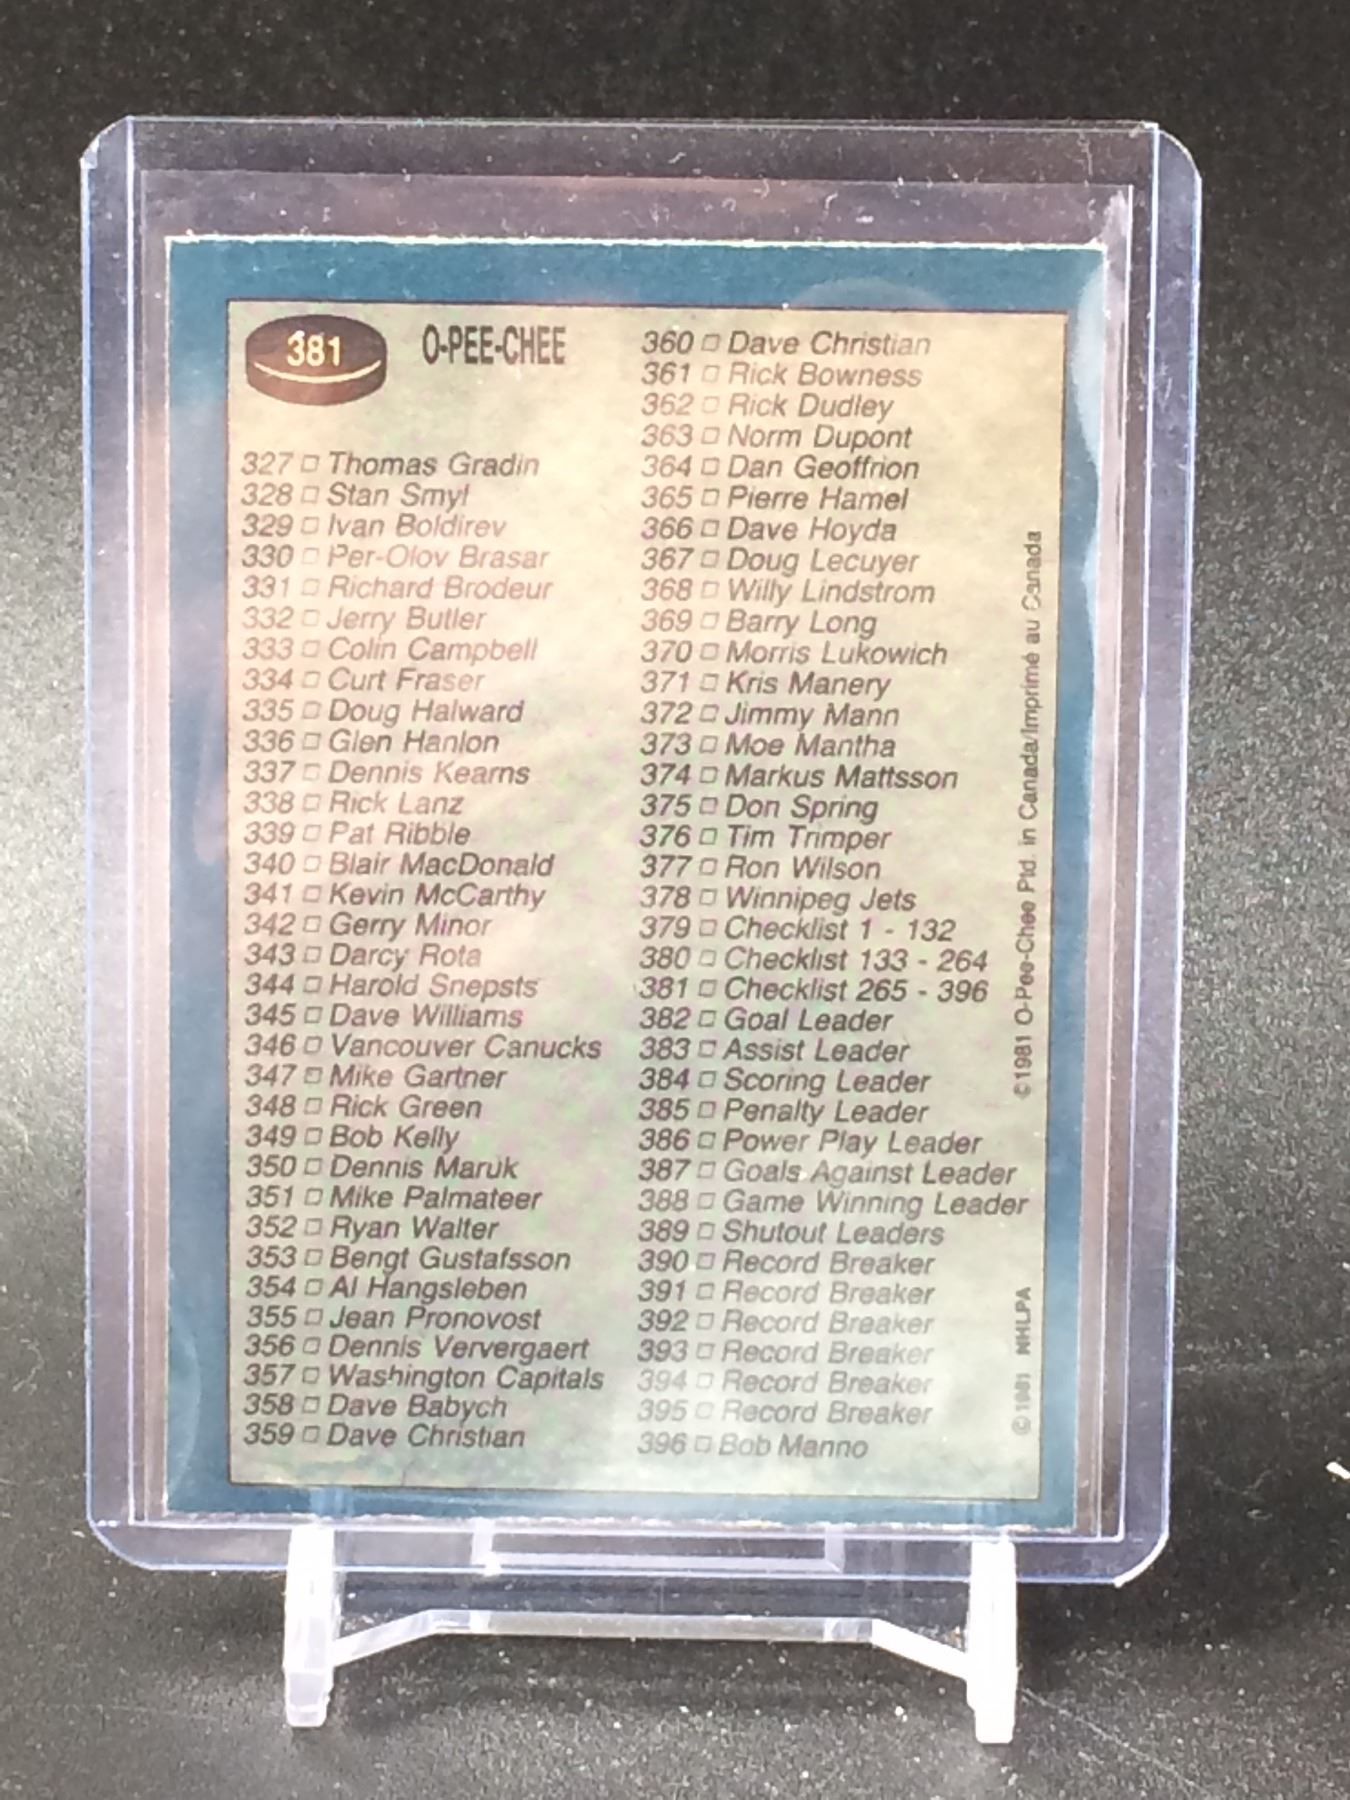 381
O-PEE-CHEE
327 Thomas Gradin
328 Stan Smyl
329 Ivan Boldirev
330 Per-Olov Brasar
331 Richard Brodeur
332 Jerry Butler
333 Colin Campbell
334 Curt Fraser
335 Doug Halward
336 Glen Hanlon
337 Dennis Kearns
338 Rick Lanz
339 Pat Ribble
340 Blair MacDonald
341 Kevin McCarthy
342 Gerry Minor
343 Darcy Rota
344 Harold Snepsts
345 Dave Williams
346 Vancouver Canucks
347 Mike Gartner
348 Rick Green
349 Bob Kelly
350 Dennis Maruk
351 Mike Palmateer
352 Ryan Walter
353 Bengt Gustafsson
354 Al Hangsleben
355 Jean Pronovost
356 Dennis Ververgaert
357 Washington Capitals
358 Dave Babych
359 Dave Christian
360 Dave Christian
361 Rick Bowness
362 Rick Dudley
363 Norm Dupont
364 Dan Geoffrion
365 Pierre Hamel
366 Dave Hoyda
367 Doug Lecuyer
368 Willy Lindstrom
369 Barry Long
370 Morris Lukowich
371 Kris Manery
372 Jimmy Mann
373 Moe Mantha
374 Markus Mattsson
375 Don Spring
376 Tim Trimper
377 Ron Wilson
378 Winnipeg Jets
379 Checklist 1 - 132
380 Checklist 133 - 264
381 Checklist 265 - 396
382 Goal Leader
383 Assist Leader
384 Scoring Leader
385 Penalty Leader
386 Power Play Leader
387 Goals Against Leader
388 Game Winning Leader
389 Shutout Leaders
390 Record Breaker
391 Record Breaker
392 Record Breaker
393 Record Breaker
394 Record Breaker
395 Record Breaker
396 Bob Manno
©1981 NHLPA
©1981 O-Pee-Chee Ptd. in Canada/Imprimé au Canada